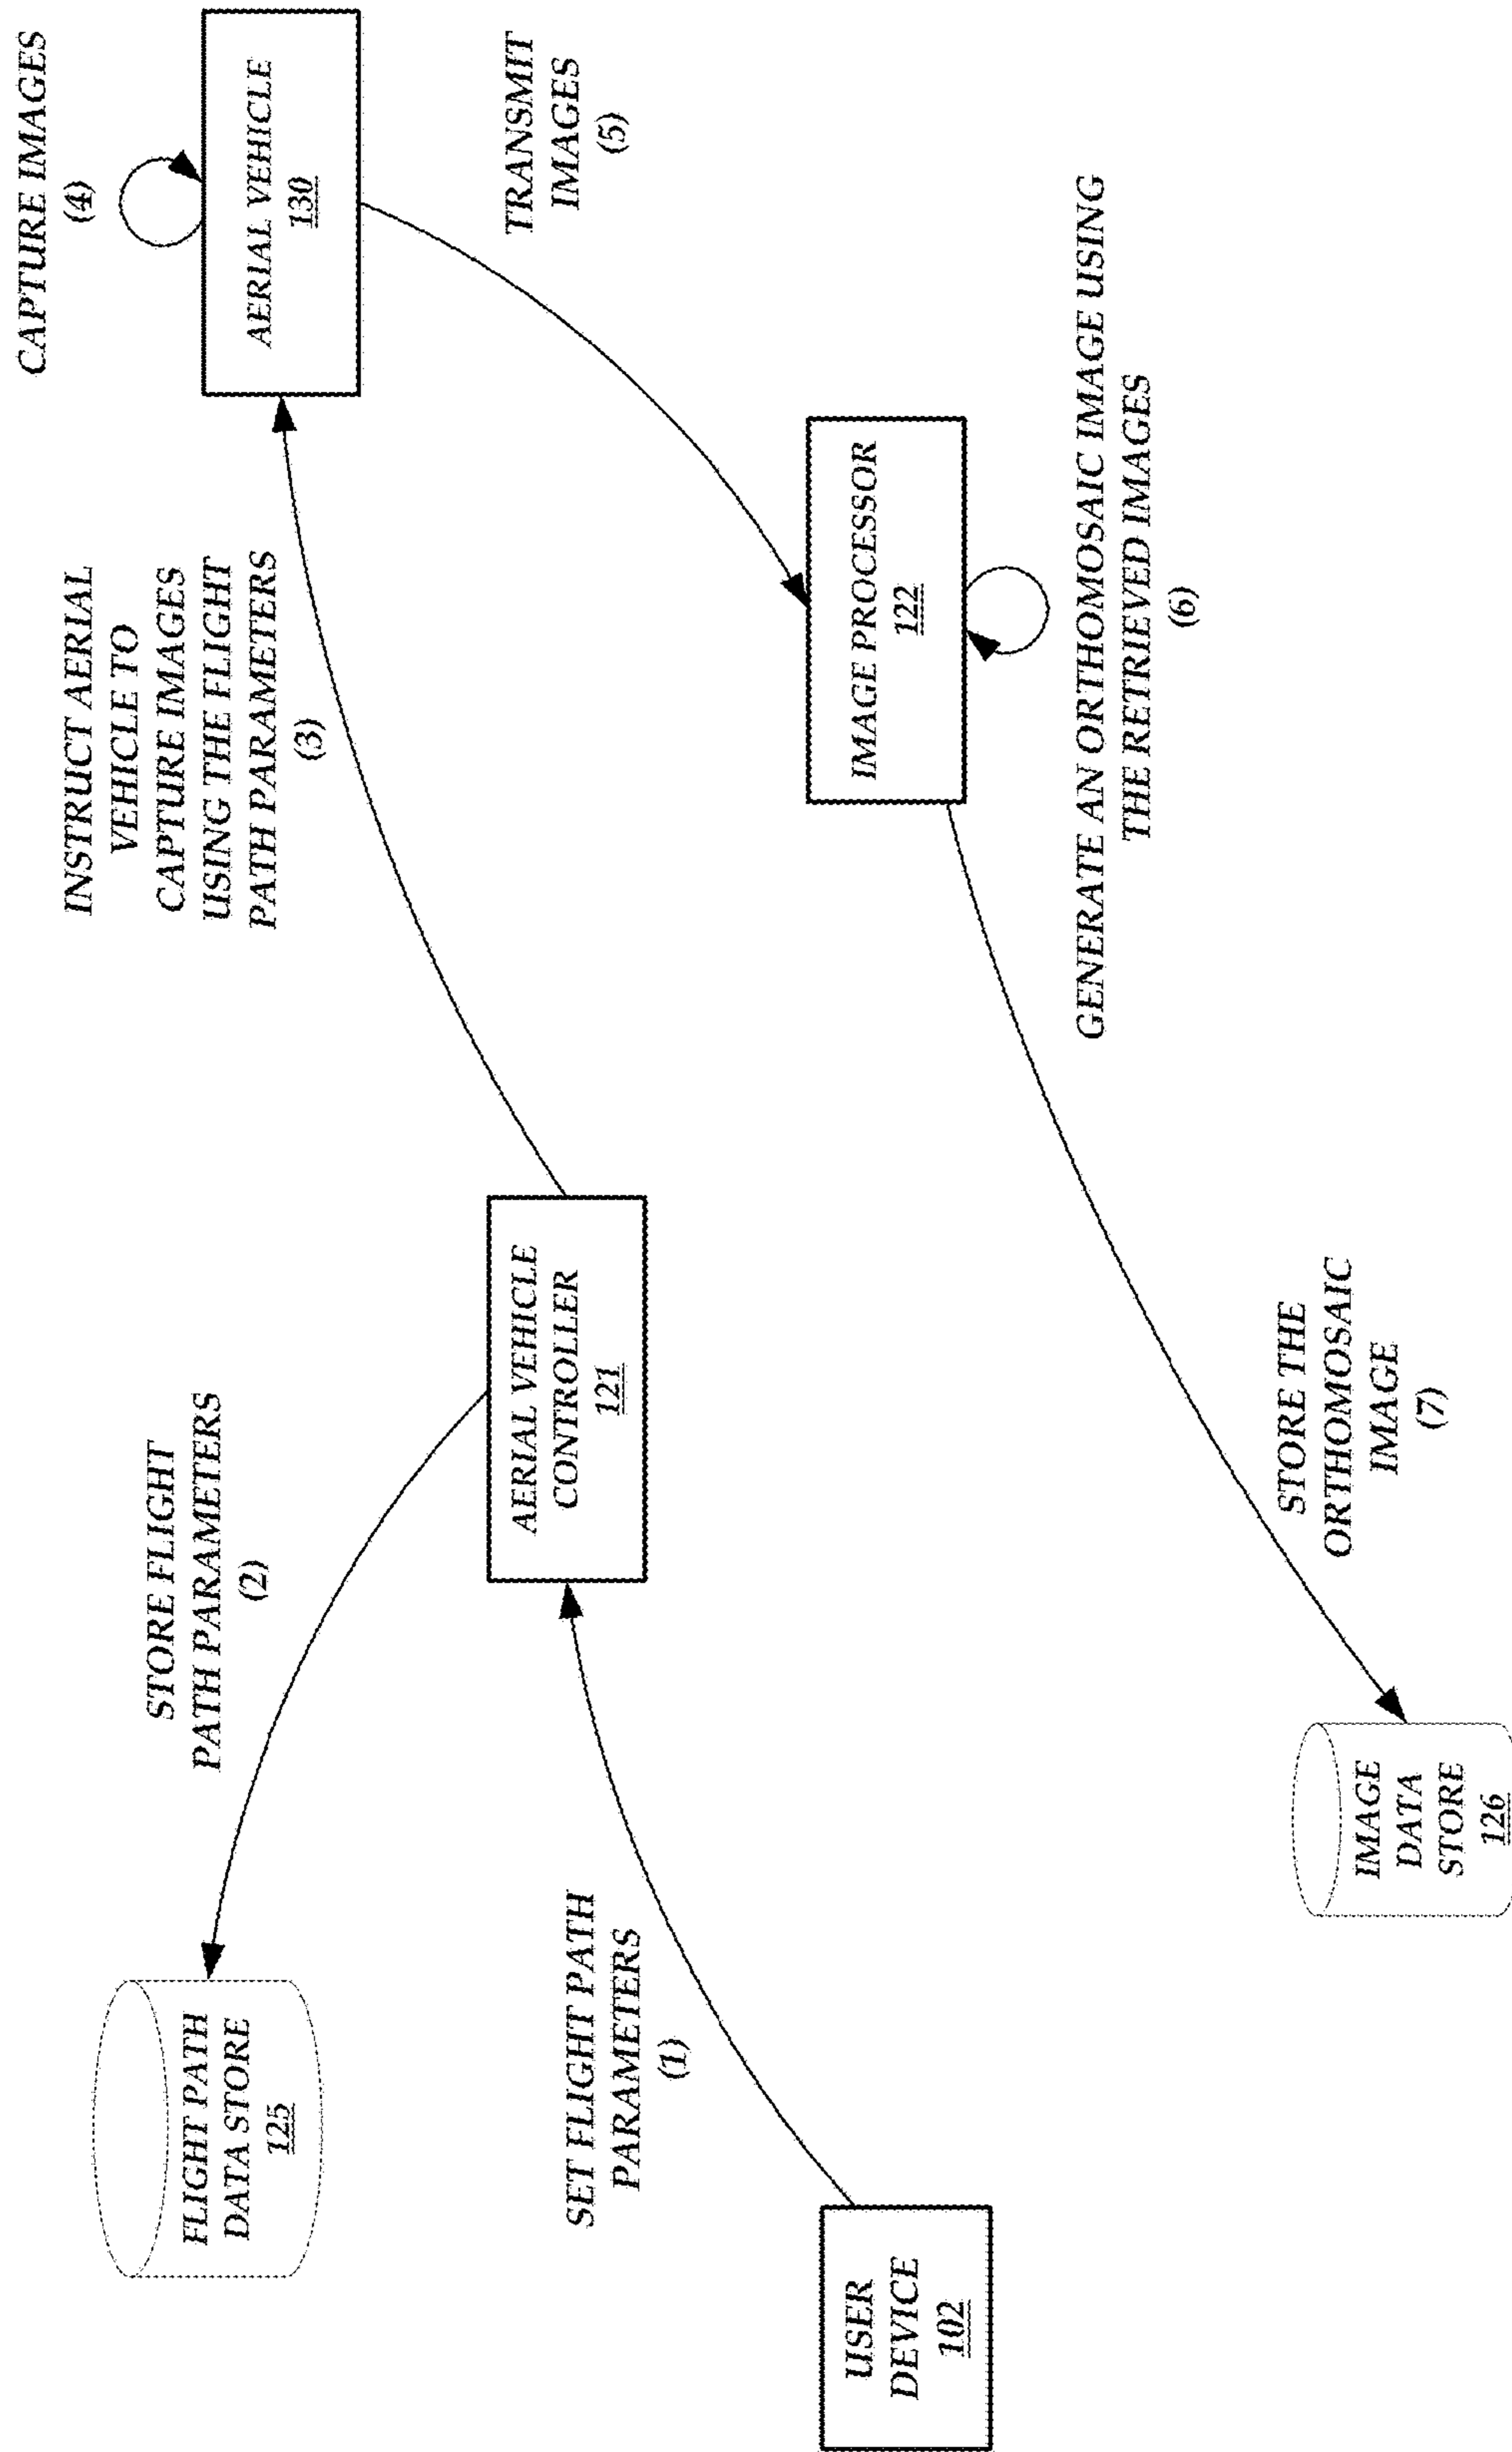 FLIGHT PATH
DATA STORE
125
STORE FLIGHT
PATH PARAMETERS
(2)
INSTRUCT AERIAL
VEHICLE TO
CAPTURE IMAGES
USING THE FLIGHT
PATH PARAMETERS
(3)
CAPTURE IMAGES
(4)
AERIAL VEHICLE
130
SET FLIGHT PATH
PARAMETERS
(1)
AERIAL VEHICLE
CONTROLLER
121
TRANSMIT
IMAGES
(5)
USER
DEVICE
102
IMAGE PROCESSOR
122
GENERATE AN ORTHOMOSAIC IMAGE USING
THE RETRIEVED IMAGES
(6)
STORE THE
ORTHOMOSAIC
IMAGE
(7)
IMAGE
DATA
STORE
126